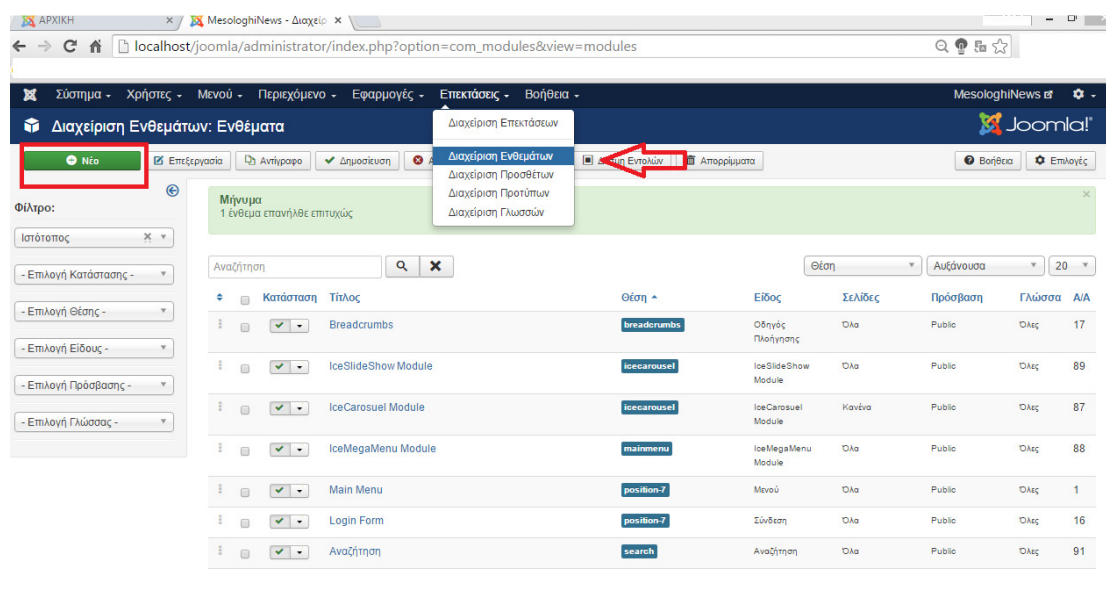 ΑΡΧΙΚΗ × MesologhiNews - Διαχείρ ×
localhost/joomla/administrator/index.php?option=com_modules&view=modules
Σύστημα Χρήστες Μενού Περιεχόμενο Εφαρμογές Επεκτάσεις Βοήθεια MesologhiNews
Διαχείριση Ενθεμάτων: Ενθέματα Joomla!
Διαχείριση Επεκτάσεων
Διαχείριση Ενθεμάτων
Διαχείριση Προσθέτων
Διαχείριση Προτύπων
Διαχείριση Γλωσσών
Νέο Επεξεργασία Αντίγραφο Δημοσίευση Εντολών Απορρίμματα Βοήθεια Επιλογές
Φίλτρο:
Ιστότοπος
- Επιλογή Κατάστασης -
- Επιλογή Θέσης -
- Επιλογή Είδους -
- Επιλογή Πρόσβασης -
- Επιλογή Γλώσσας -
Μήνυμα ×
1 ένθεμα επανήλθε επιτυχώς
Αναζήτηση Θέση Αυξάνουσα 20
Κατάσταση Τίτλος Θέση Είδος Σελίδες Πρόσβαση Γλώσσα Α/Α
Breadcrumbs breadcrumbs Οδηγός Πλοήγησης Όλα Public Όλες 17
IceSlideShow Module icecarousel IceSlideShow Module Όλα Public Όλες 89
IceCarosuel Module icecarousel IceCarosuel Module Κανένα Public Όλες 87
IceMegaMenu Module mainmenu IceMegaMenu Module Όλα Public Όλες 88
Main Menu position-7 Μενού Όλα Public Όλες 1
Login Form position-7 Σύνδεση Όλα Public Όλες 16
Αναζήτηση search Αναζήτηση Όλα Public Όλες 91